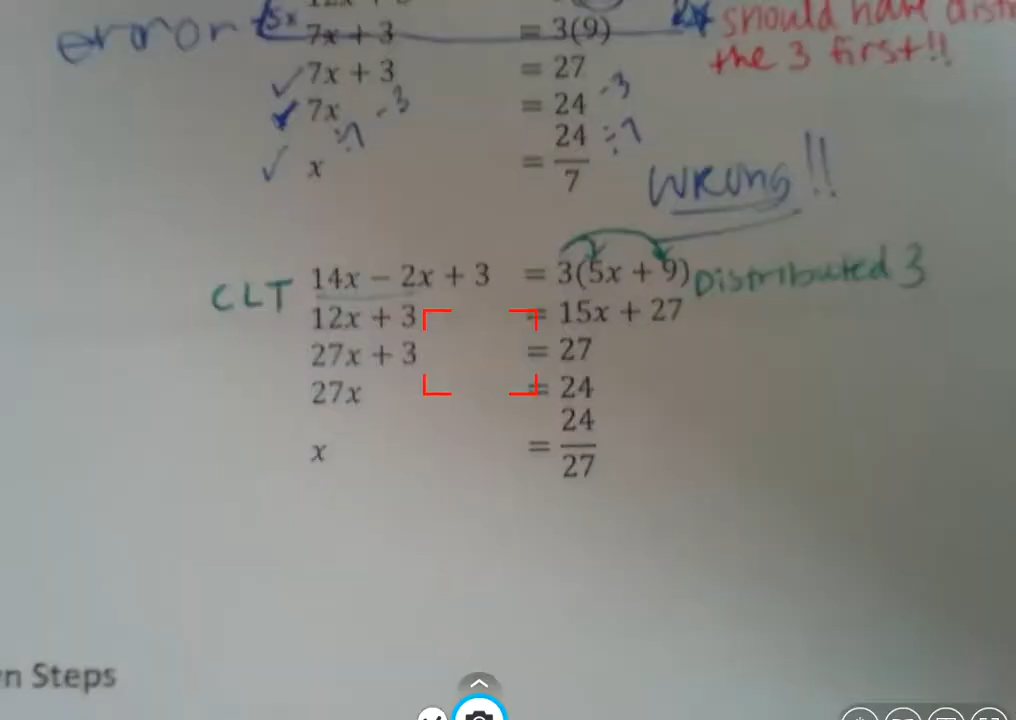 error -5x 7x + 3 = 3(9) should have
7x + 3 = 27 the 3 first!!
7x - 3 = 24 - 3
÷7 24 ÷7
x = 7
WRONG!!
CLT 14x − 2x + 3 = 3(5x + 9) Distributed 3
12x + 3 = 15x + 27
27x + 3 = 27
27x = 24
24
x =
27
n Steps